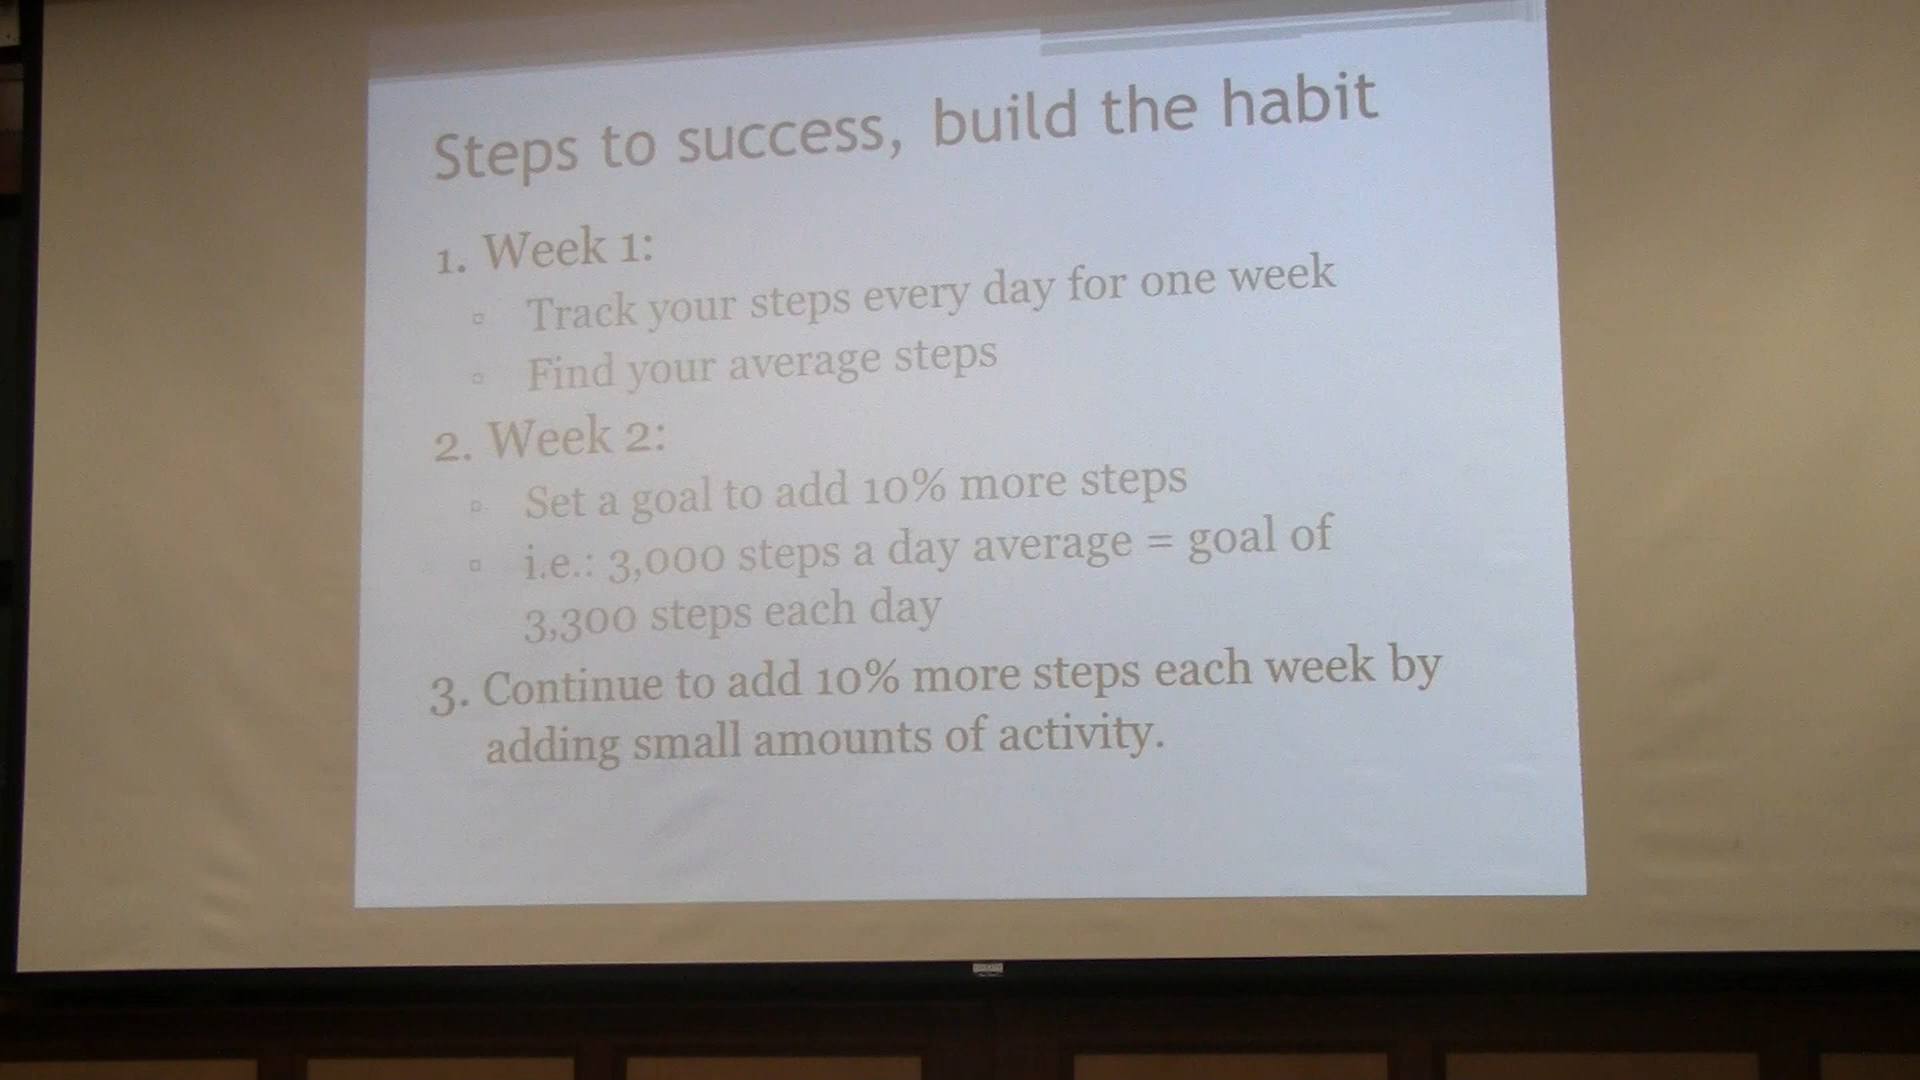 Steps to success, build the habit
1. Week 1:
▫ Track your steps every day for one week
▫ Find your average steps
2. Week 2:
▫ Set a goal to add 10% more steps
▫ i.e.: 3,000 steps a day average = goal of
3,300 steps each day
3. Continue to add 10% more steps each week by
adding small amounts of activity.